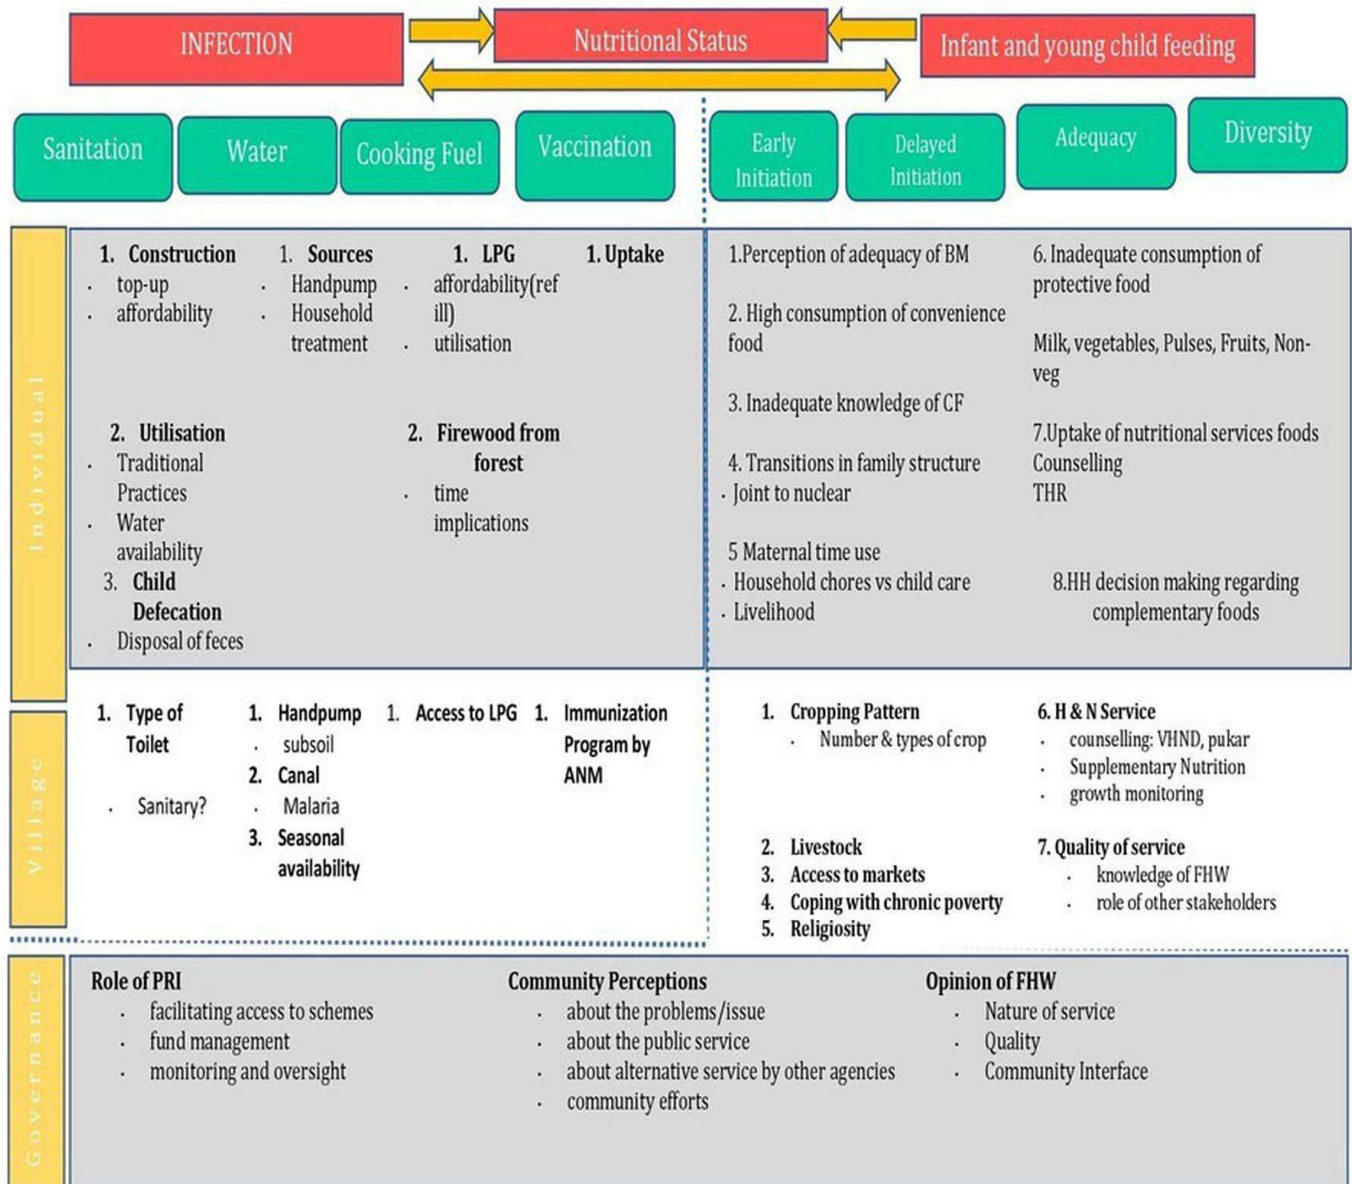 INFECTION
Nutritional Status
Infant and young child feeding
Sanitation
Water
Cooking Fuel
Vaccination
Early
Initiation
Delayed
Initiation
Adequacy
Diversity
Individual
1. Construction
· top-up
· affordability
2. Utilisation
· Traditional
Practices
· Water
availability
3. Child
Defecation
· Disposal of feces
1. Sources
· Handpump
· Household
treatment
1. LPG
· affordability(ref
ill)
· utilisation
2. Firewood from
forest
· time
implications
1. Uptake
1.Perception of adequacy of BM
2. High consumption of convenience
food
3. Inadequate knowledge of CF
4. Transitions in family structure
· Joint to nuclear
5 Maternal time use
· Household chores vs child care
· Livelihood
6. Inadequate consumption of
protective food
Milk, vegetables, Pulses, Fruits, Non-
veg
7.Uptake of nutritional services foods
Counselling
THR
8.HH decision making regarding
complementary foods
Village
1. Type of
Toilet
· Sanitary?
1. Handpump
· subsoil
2. Canal
· Malaria
3. Seasonal
availability
1. Access to LPG
1. Immunization
Program by
ANM
1. Cropping Pattern
· Number & types of crop
2. Livestock
3. Access to markets
4. Coping with chronic poverty
5. Religiosity
6. H & N Service
· counselling: VHND, pukar
· Supplementary Nutrition
· growth monitoring
7. Quality of service
· knowledge of FHW
· role of other stakeholders
Governance
Role of PRI
· facilitating access to schemes
· fund management
· monitoring and oversight
Community Perceptions
· about the problems/issue
· about the public service
· about alternative service by other agencies
· community efforts
Opinion of FHW
· Nature of service
· Quality
· Community Interface